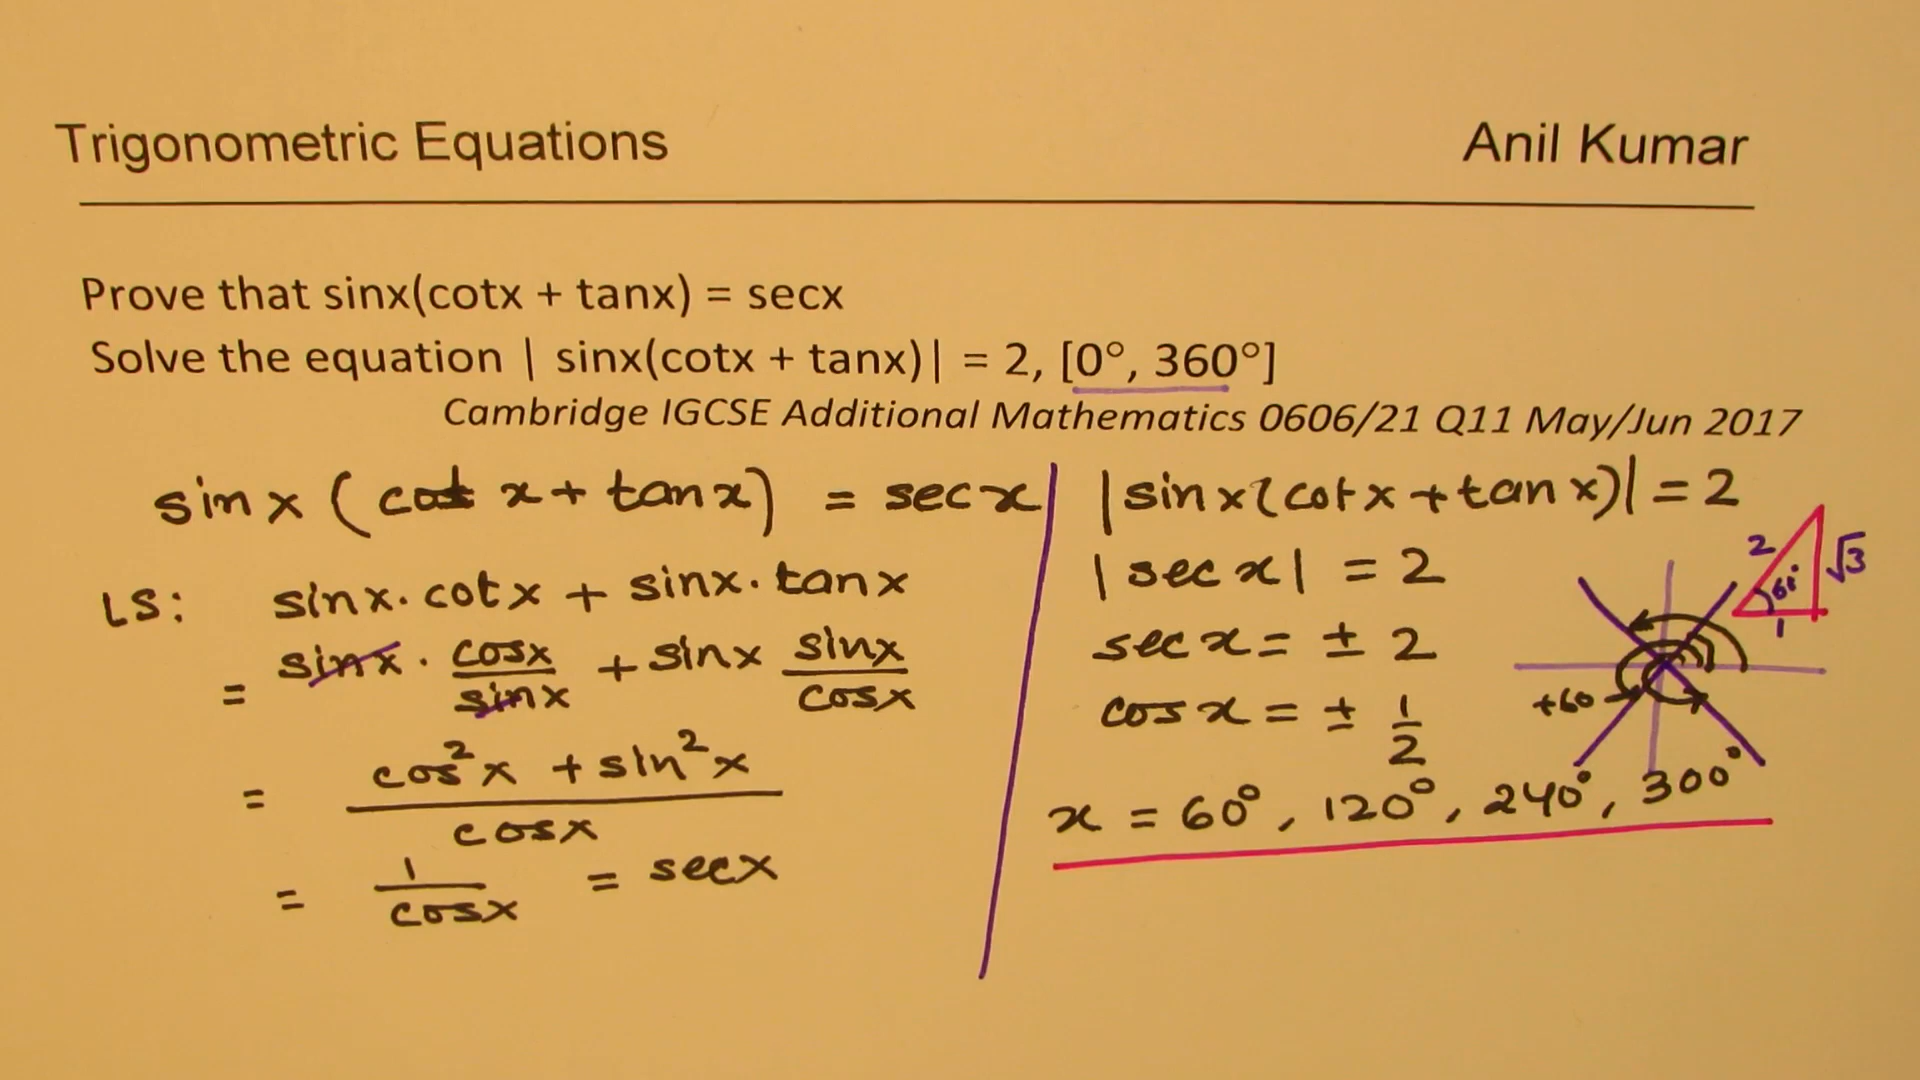 Trigonometric Equations Anil Kumar
Prove that sinx(cotx + tanx) = secx
Solve the equation | sinx(cotx + tanx)| = 2, [0°, 360°]
Cambridge IGCSE Additional Mathematics 0606/21 Q11 May/Jun 2017
sin x ( cot x + tan x ) = sec x
LS: sinx. cotx + sinx. tanx
= sinx . cosx/sinx + sinx sinx/cosx
= cos²x + sin²x / cosx
= 1/cosx = secx
|sin x (cot x + tan x)| = 2
| sec x | = 2
sec x = ± 2
cos x = ± 1/2
x = 60°, 120°, 240°, 300°
2 √3
60°
1
+60